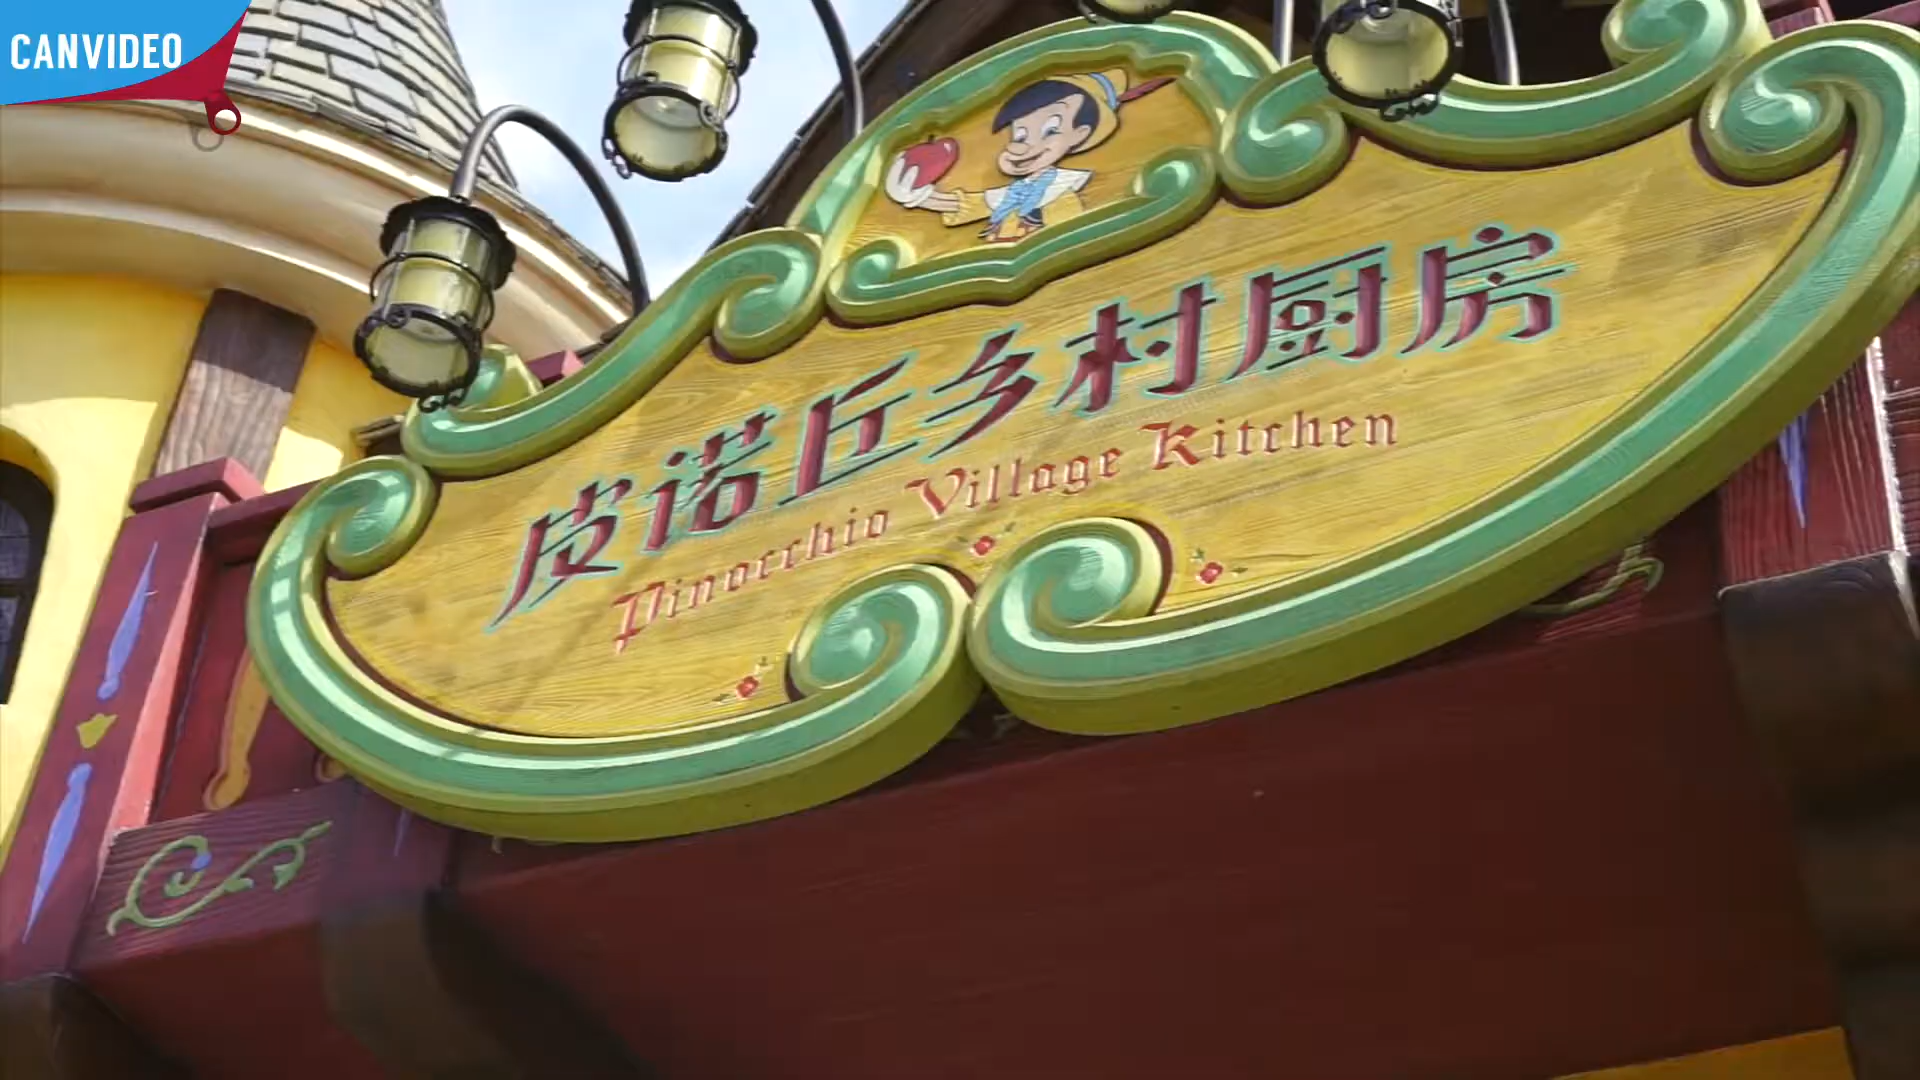 CANVIDEO
皮诺丘乡村厨房
Pinocchio Village Kitchen